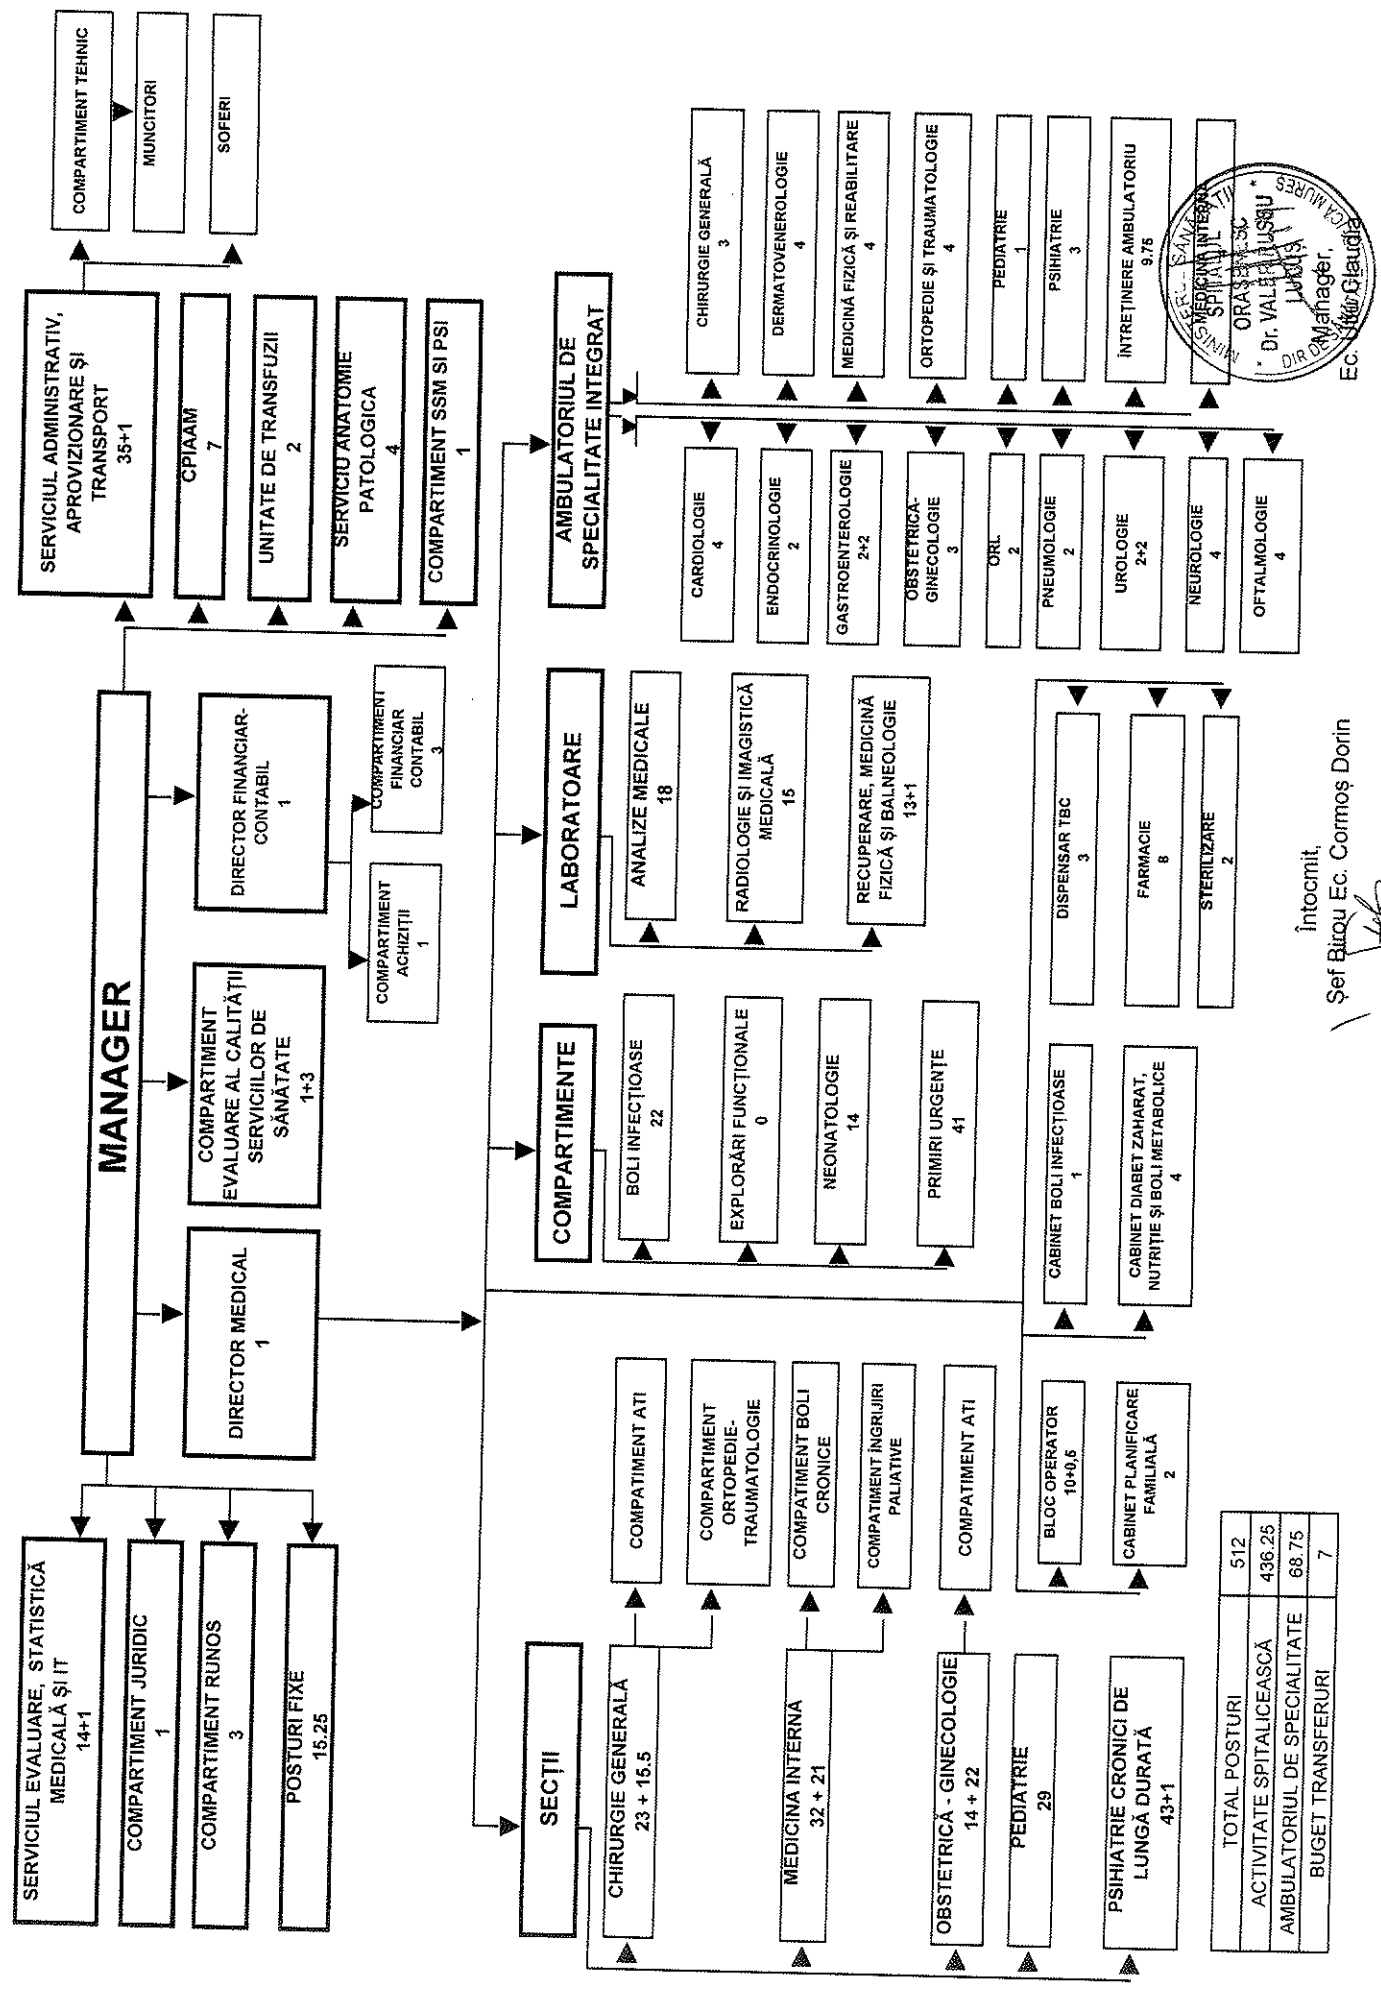 MANAGER
SERVICIUL EVALUARE, STATISTICĂ
MEDICALĂ ȘI IT
14+1
COMPARTIMENT JURIDIC
1
COMPARTIMENT RUNOS
3
POSTURI FIXE
15.25
DIRECTOR MEDICAL
1
COMPARTIMENT
EVALUARE AL CALITĂȚII
SERVICIILOR DE
SĂNĂTATE
1+3
DIRECTOR FINANCIAR-
CONTABIL
1
COMPARTIMENT
ACHIZIȚII
1
COMPARTIMENT
FINANCIAR
CONTABIL
3
SERVICIUL ADMINISTRATIV,
APROVIZIONARE ȘI
TRANSPORT
35+1
CPIAAM
7
UNITATE DE TRANSFUZII
2
SERVICIU ANATOMIE
PATOLOGICA
4
COMPARTIMENT SSM SI PSI
1
COMPARTIMENT TEHNIC
MUNCITORI
SOFERI
SECȚII
CHIRURGIE GENERALĂ
23 + 15.5
MEDICINA INTERNA
32 + 21
OBSTETRICĂ - GINECOLOGIE
14 + 22
PEDIATRIE
29
PSIHIATRIE CRONICI DE
LUNGĂ DURATĂ
43+1
COMPATIMENT ATI
COMPARTIMENT
ORTOPEDIE-
TRAUMATOLOGIE
COMPATIMENT BOLI
CRONICE
COMPATIMENT ÎNGRIJIRI
PALIATIVE
COMPATIMENT ATI
COMPARTIMENTE
BOLI INFECȚIOASE
22
EXPLORĂRI FUNCȚIONALE
0
NEONATOLOGIE
14
PRIMIRI URGENȚE
41
LABORATOARE
ANALIZE MEDICALE
18
RADIOLOGIE ȘI IMAGISTICĂ
MEDICALĂ
15
RECUPERARE, MEDICINĂ
FIZICĂ ȘI BALNEOLOGIE
13+1
AMBULATORIUL DE
SPECIALITATE INTEGRAT
CARDIOLOGIE
4
ENDOCRINOLOGIE
2
GASTROENTEROLOGIE
2+2
OBSTETRICA-
GINECOLOGIE
3
ORL
2
PNEUMOLOGIE
2
UROLOGIE
2+2
NEUROLOGIE
4
OFTALMOLOGIE
4
CHIRURGIE GENERALĂ
3
DERMATOVENEROLOGIE
4
MEDICINĂ FIZICĂ ȘI REABILITARE
4
ORTOPEDIE ȘI TRAUMATOLOGIE
4
PEDIATRIE
1
PSIHIATRIE
3
ÎNTREȚINERE AMBULATORIU
9.75
MEDICINA INTERNA
BLOC OPERATOR
10+0,5
CABINET PLANIFICARE
FAMILIALĂ
2
CABINET BOLI INFECȚIOASE
1
CABINET DIABET ZAHARAT,
NUTRIȚIE ȘI BOLI METABOLICE
4
DISPENSAR TBC
3
FARMACIE
8
STERILIZARE
2
TOTAL POSTURI 512
ACTIVITATE SPITALICEASCĂ 436.25
AMBULATORIUL DE SPECIALITATE 68.75
BUGET TRANSFERURI 7
Întocmit,
Șef Birou Ec. Cormoș Dorin
SPITALUL
ORĂȘENESC
Dr. VALER RUSSU
LUDUȘ
Manager,
Ec. Claudia